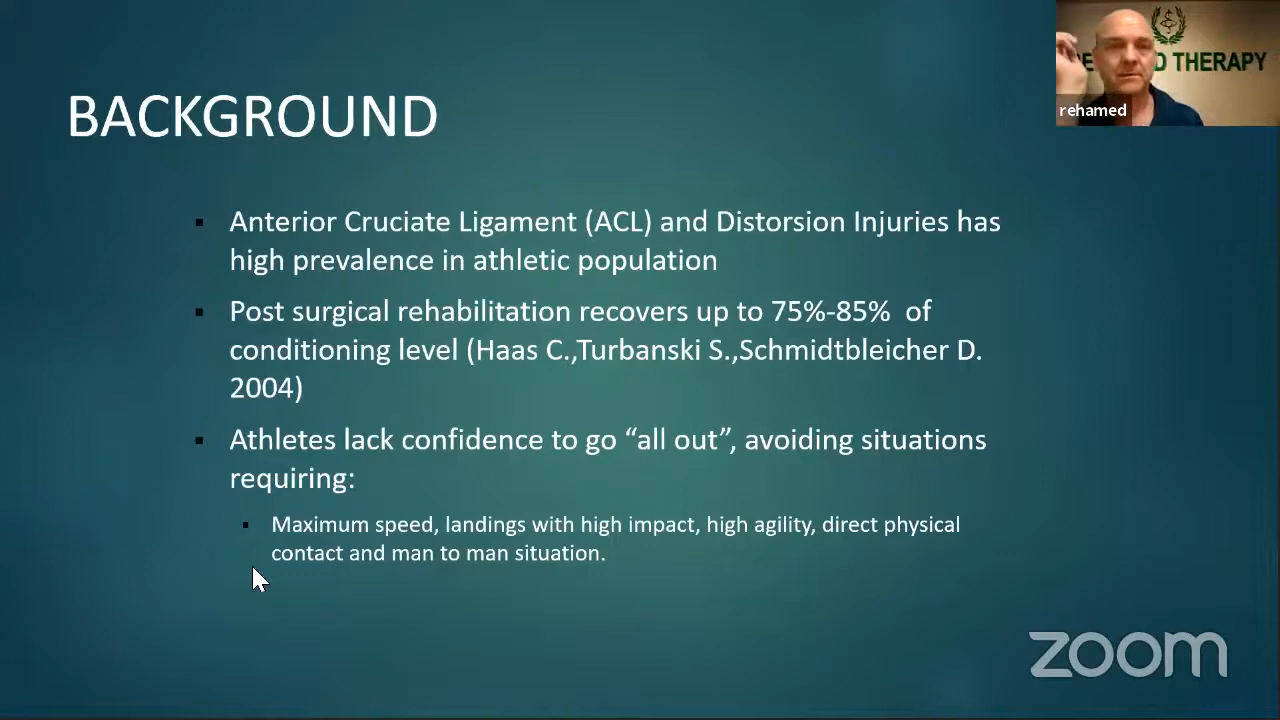 BACKGROUND
Anterior Cruciate Ligament (ACL) and Distorsion Injuries has
high prevalence in athletic population
Post surgical rehabilitation recovers up to 75%-85% of
conditioning level (Haas C.,Turbanski S.,Schmidtbleicher D.
2004)
Athletes lack confidence to go “all out”, avoiding situations
requiring:
Maximum speed, landings with high impact, high agility, direct physical
contact and man to man situation.
THERAPY
rehamed
zoom